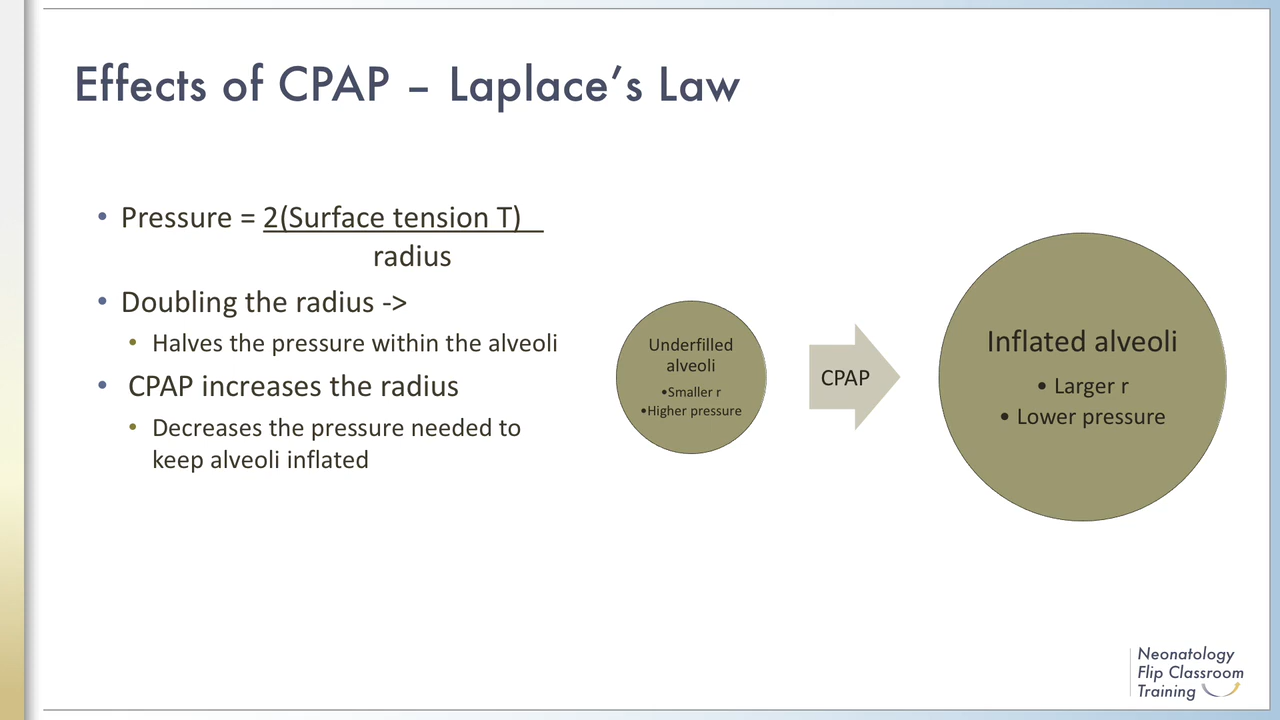 Effects of CPAP – Laplace’s Law
• Pressure = 2(Surface tension T)
radius
• Doubling the radius ->
• Halves the pressure within the alveoli
• CPAP increases the radius
• Decreases the pressure needed to
keep alveoli inflated
Underfilled
alveoli
•Smaller r
•Higher pressure
CPAP
Inflated alveoli
• Larger r
• Lower pressure
Neonatology
Flip Classroom
Training